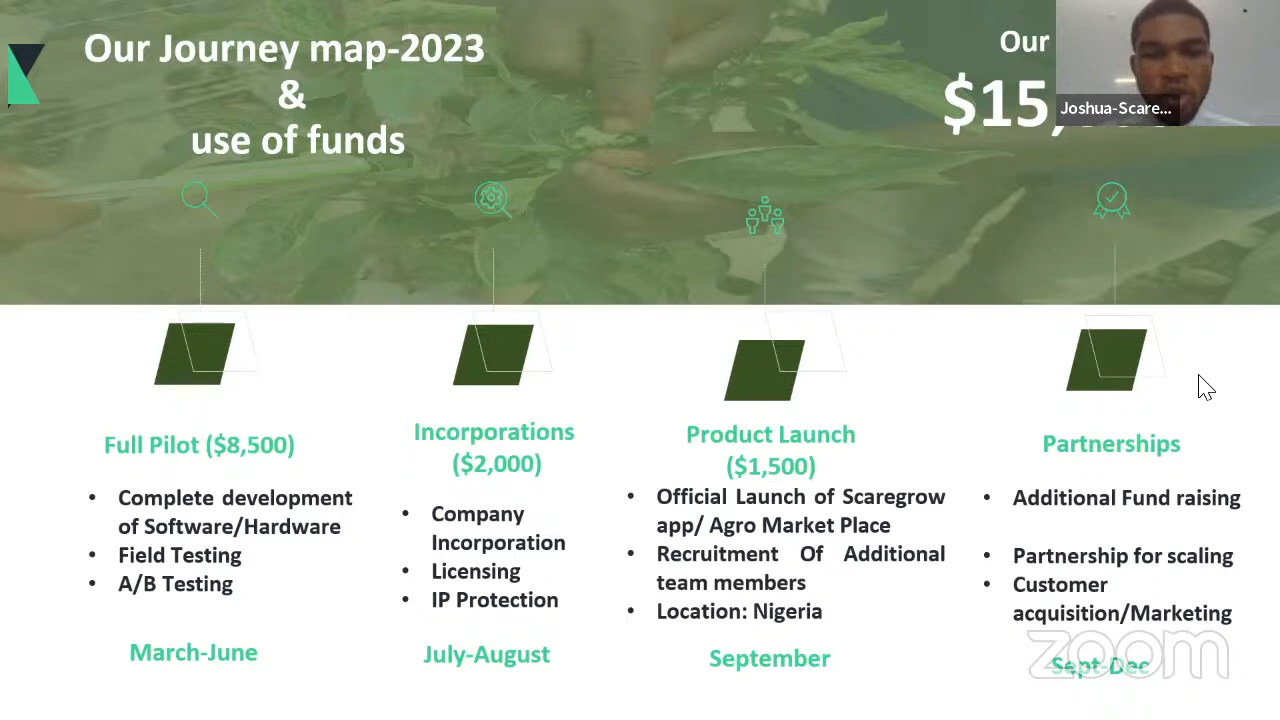 Our Journey map-2023
&
use of funds
Our
$15,
Joshua-Scare...
Full Pilot ($8,500)
• Complete development
of Software/Hardware
• Field Testing
• A/B Testing
March-June
Incorporations
($2,000)
• Company
Incorporation
• Licensing
• IP Protection
July-August
Product Launch
($1,500)
• Official Launch of Scaregrow
app/ Agro Market Place
• Recruitment Of Additional
team members
• Location: Nigeria
September
Partnerships
• Additional Fund raising
• Partnership for scaling
• Customer
acquisition/Marketing
Sept-Dec
zoom